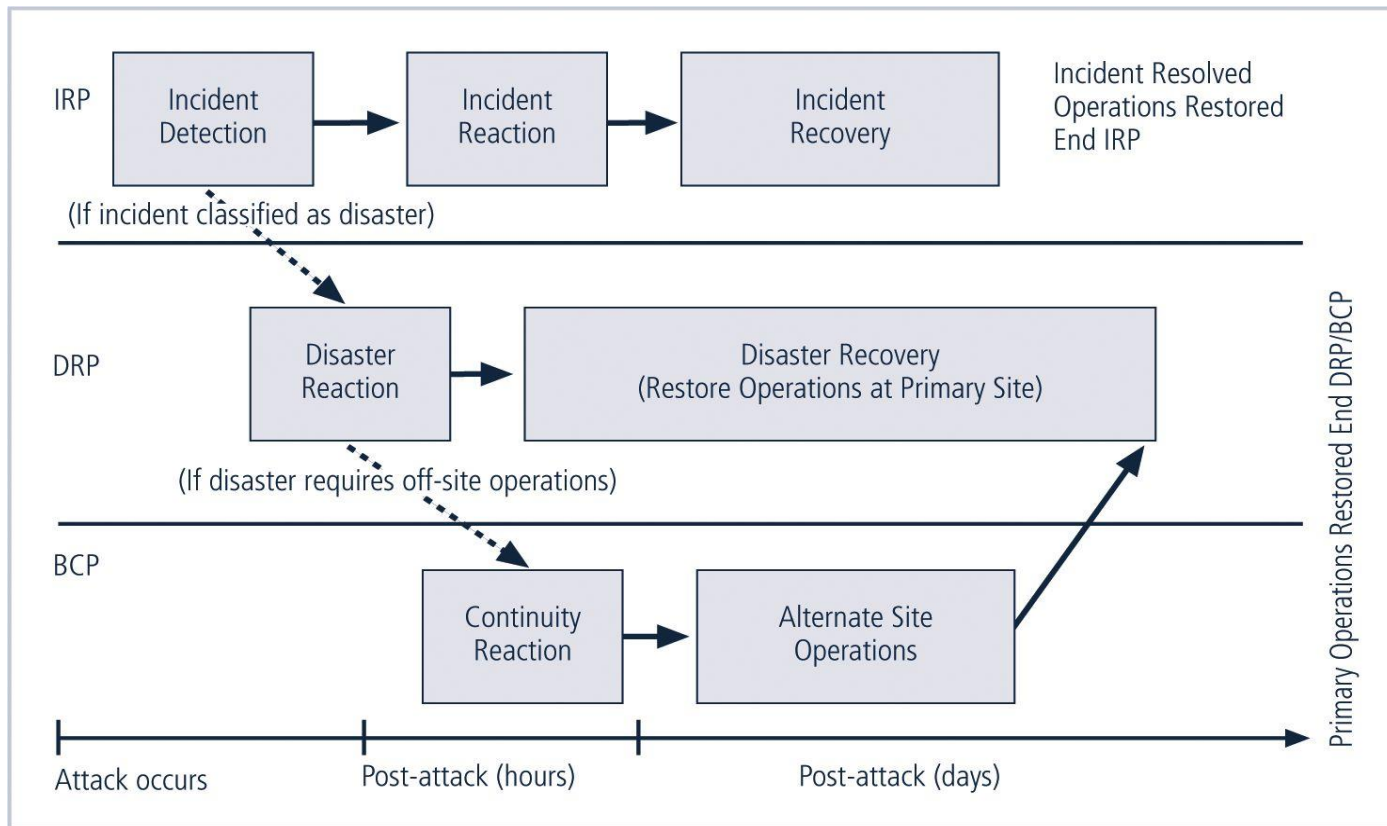 IRP
Incident
Detection
Incident
Reaction
Incident
Recovery
Incident Resolved
Operations Restored
End IRP
(If incident classified as disaster)
DRP
Disaster
Reaction
Disaster Recovery
(Restore Operations at Primary Site)
(If disaster requires off-site operations)
BCP
Continuity
Reaction
Alternate Site
Operations
Primary Operations Restored End DRP/BCP
Attack occurs
Post-attack (hours)
Post-attack (days)